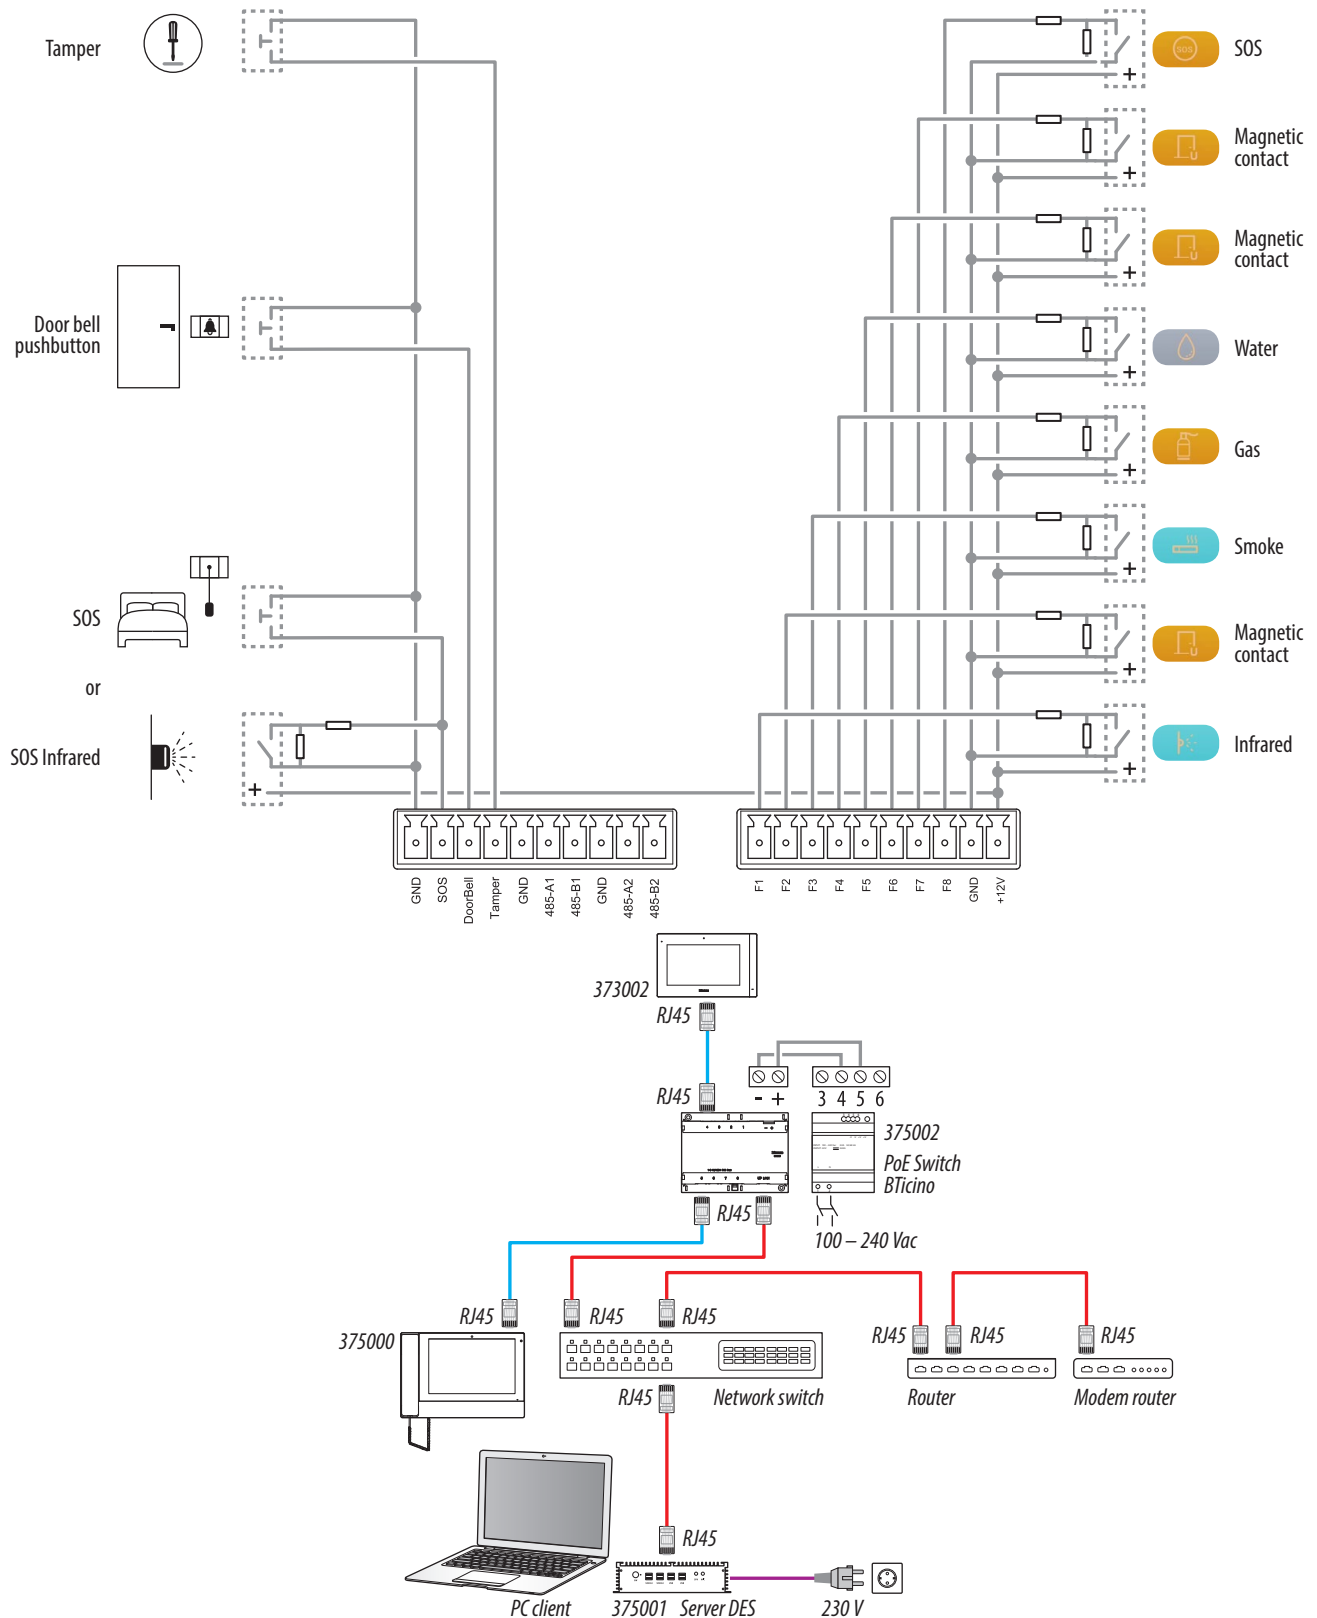 Tamper
SOS
SOS
Magnetic
contact
Magnetic
contact
Door bell
pushbutton
Water
Gas
Smoke
SOS
or
SOS Infrared
Magnetic
contact
Infrared
+
+
+
+
+
+
+
+
+
GND
SOS
DoorBell
Tamper
GND
485-A1
485-B1
GND
485-A2
485-B2
F1
F2
F3
F4
F5
F6
F7
F8
GND
+12V
373002
RJ45
RJ45
- +
3 4 5 6
375002
PoE Switch
BTicino
RJ45
100 – 240 Vac
RJ45
RJ45
RJ45
RJ45
RJ45
RJ45
375000
RJ45
Network switch
Router
Modem router
RJ45
PC client
375001 Server DES
230 V